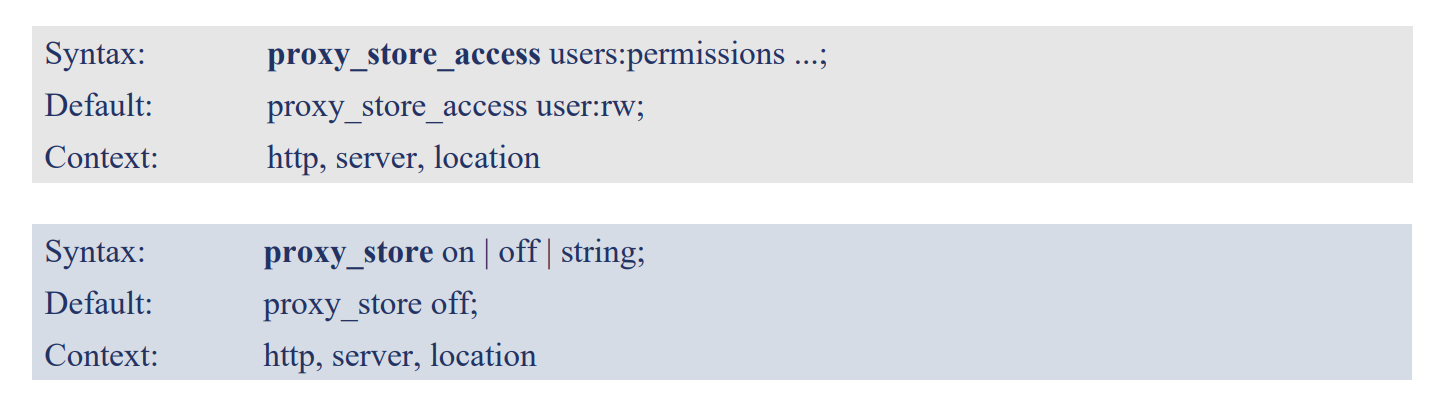 Syntax: proxy_store_access users:permissions ...;
Default: proxy_store_access user:rw;
Context: http, server, location
Syntax: proxy_store on | off | string;
Default: proxy_store off;
Context: http, server, location